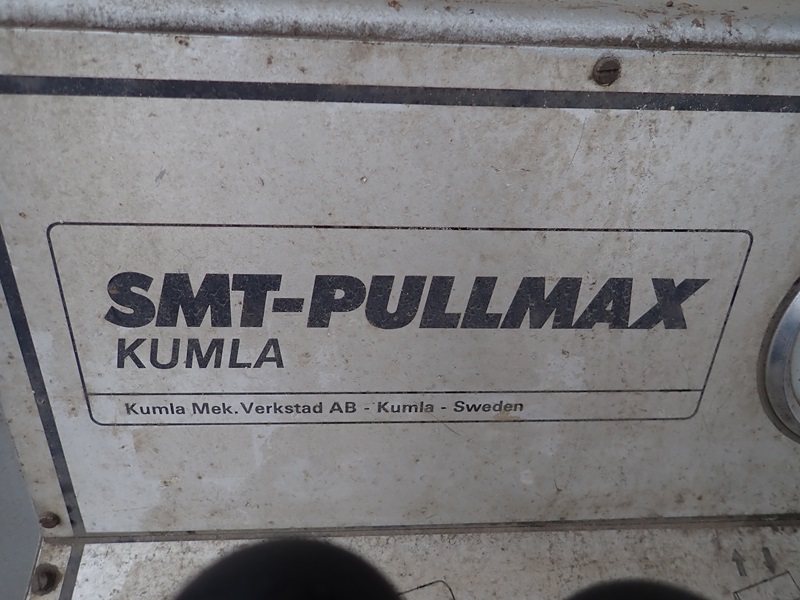 SMT-PULLMAX
KUMLA
Kumla Mek. Verkstad AB - Kumla - Sweden